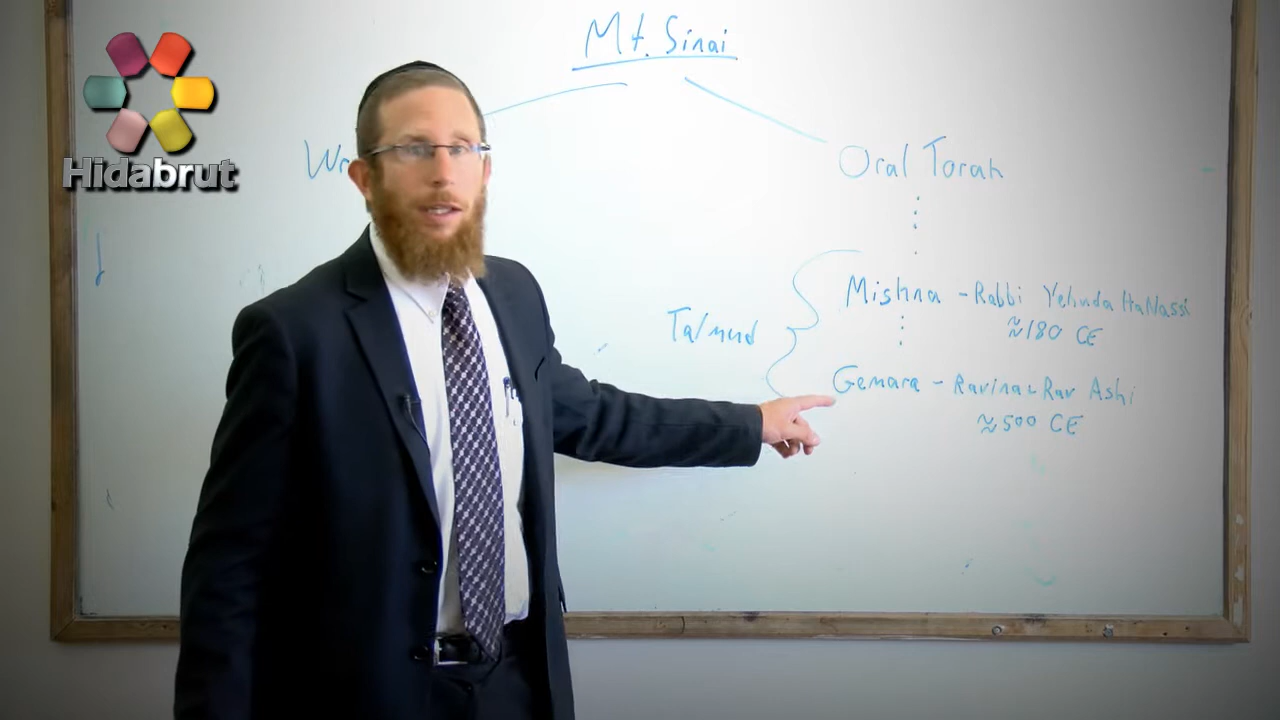 Mt. Sinai
Hidabrut
Oral Torah
Mishna - Rabbi Yehuda HaNassi
≈180 CE
Talmud
Gemara - Ravina & Rav Ashi
≈500 CE